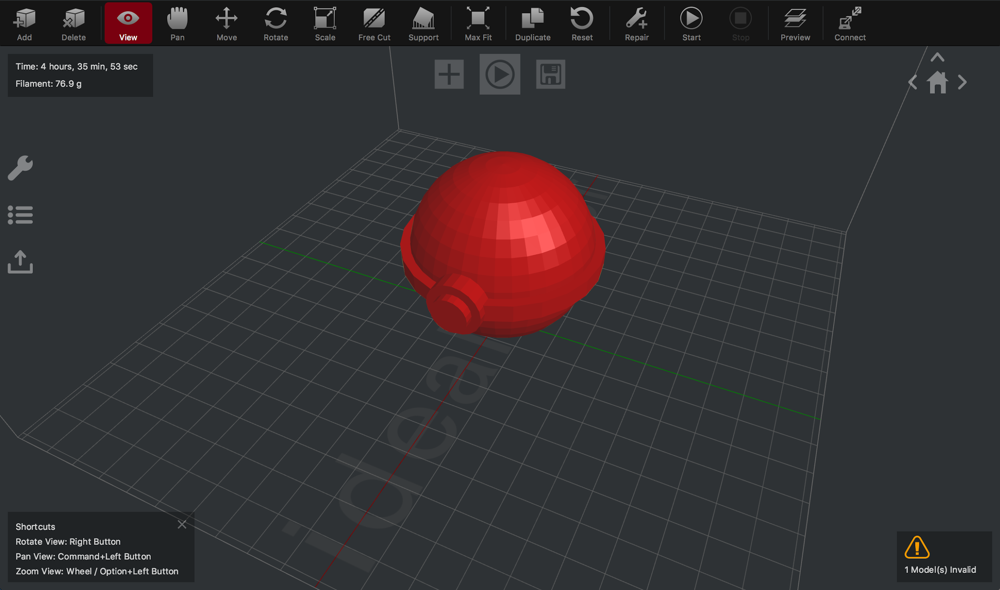 Add
Delete
View
Pan
Move
Rotate
Scale
Free Cut
Support
Max Fit
Duplicate
Reset
Repair
Start
Stop
Preview
Connect
Time: 4 hours, 35 min, 53 sec
Filament: 76.9 g
Shortcuts
Rotate View: Right Button
Pan View: Command+Left Button
Zoom View: Wheel / Option+Left Button
1 Model(s) Invalid